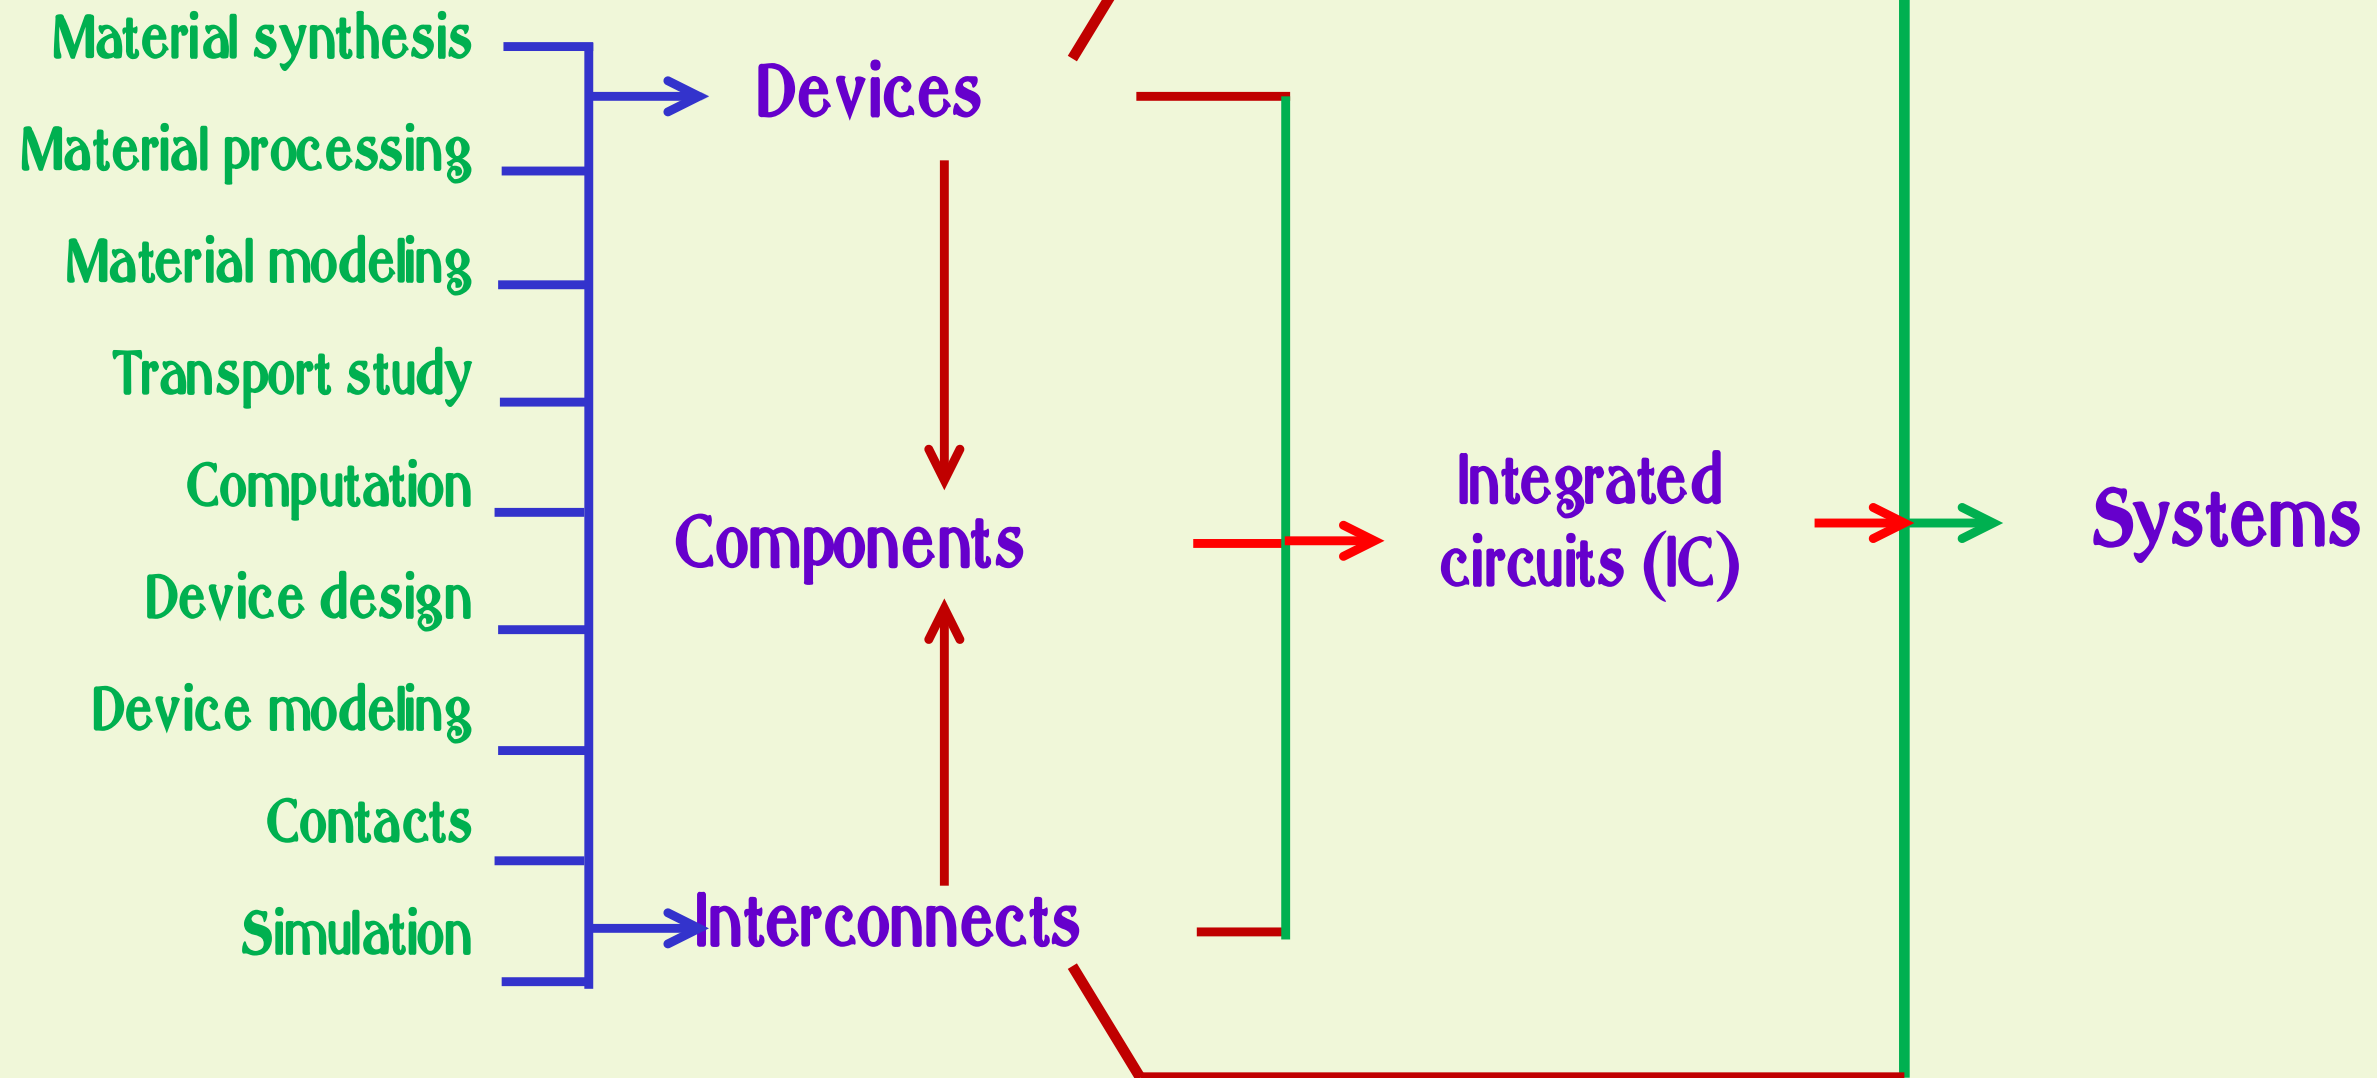 Material synthesis
Material processing
Material modeling
Transport study
Computation
Device design
Device modeling
Contacts
Simulation
Devices
Components
Interconnects
Integrated
circuits (IC)
Systems